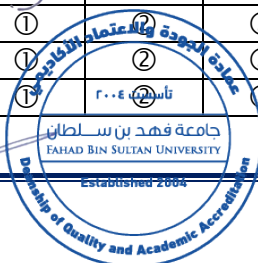 ① ②
① ②
① ②
عمادة الجودة والاعتماد الأكاديمي
تأسست ٢٠٠٤
جامعة فهد بن سلطان
FAHAD BIN SULTAN UNIVERSITY
Established 2004
Deanship of Quality and Academic Accreditation